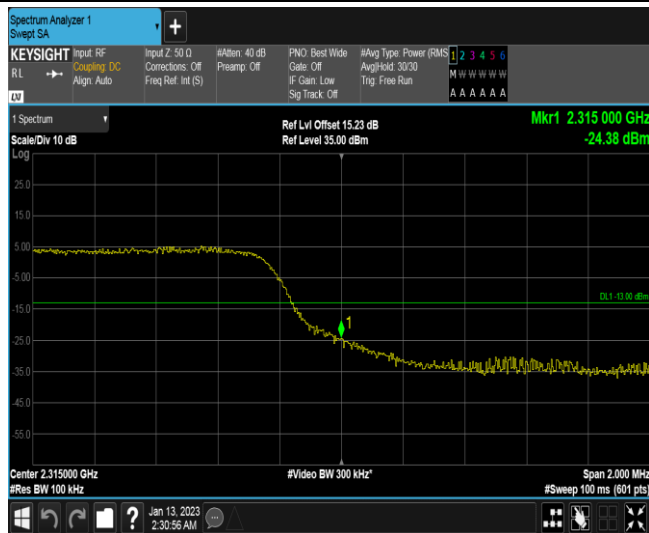 Spectrum Analyzer 1
Swept SA
+
KEYSIGHT
RL
Input: RF
Coupling: DC
Align: Auto
Input Z: 50 Ω
Corrections: Off
Freq Ref: Int (S)
#Atten: 40 dB
Preamp: Off
PNO: Best Wide
Gate: Off
IF Gain: Low
Sig Track: Off
#Avg Type: Power (RMS
Avg|Hold: 30/30
Trig: Free Run
1 2 3 4 5 6
M W W W W W
A A A A A A
1 Spectrum
Scale/Div 10 dB
Ref Lvl Offset 15.23 dB
Ref Level 35.00 dBm
Mkr1 2.315 000 GHz
-24.38 dBm
Log
25.0
15.0
5.00
-5.00
-15.0
-25.0
-35.0
-45.0
-55.0
DL1 -13.00 dBm
1
Center 2.315000 GHz
#Res BW 100 kHz
#Video BW 300 kHz*
Span 2.000 MHz
#Sweep 100 ms (601 pts)
?
Jan 13, 2023
2:30:56 AM